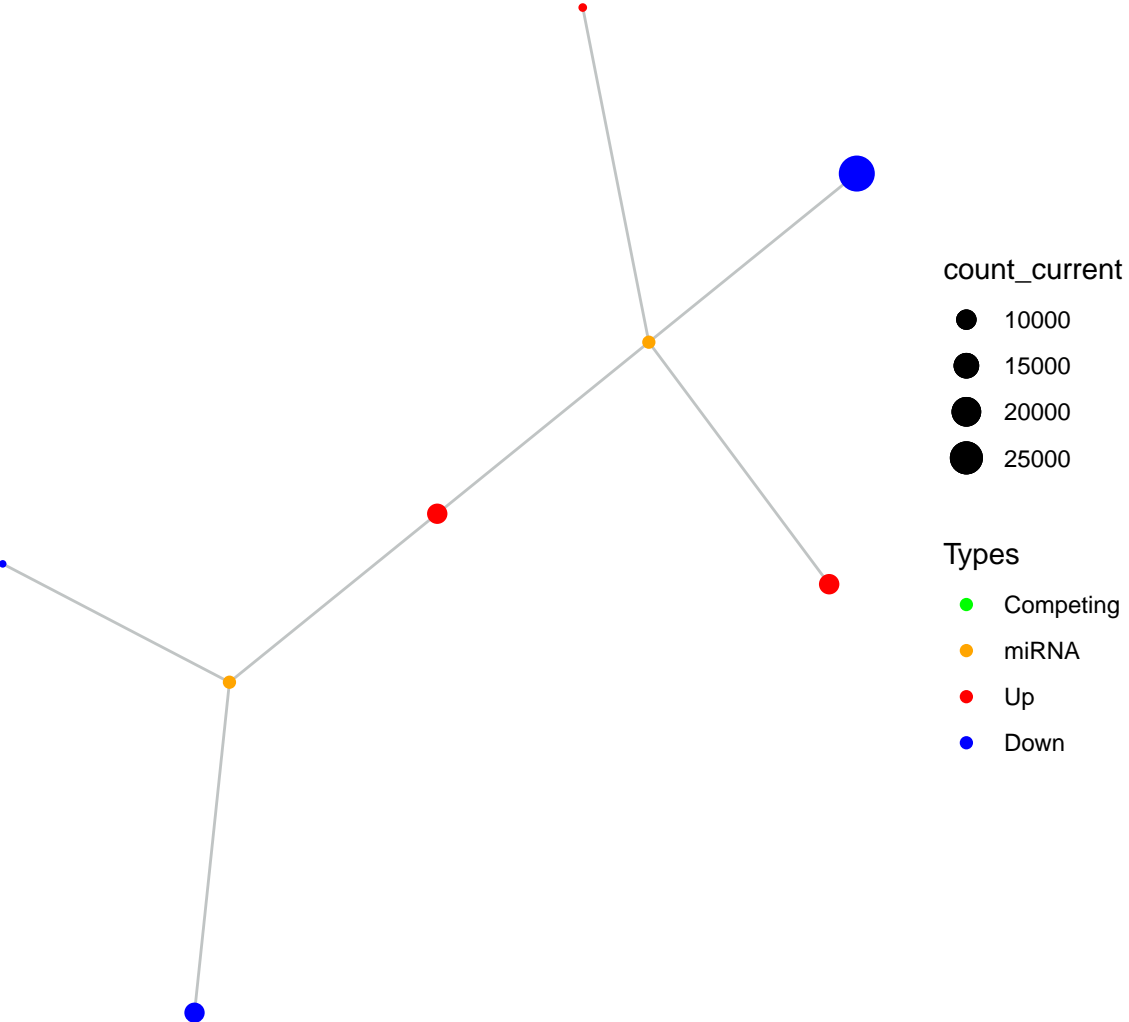 count_current
10000
15000
20000
25000
Types
Competing
miRNA
Up
Down